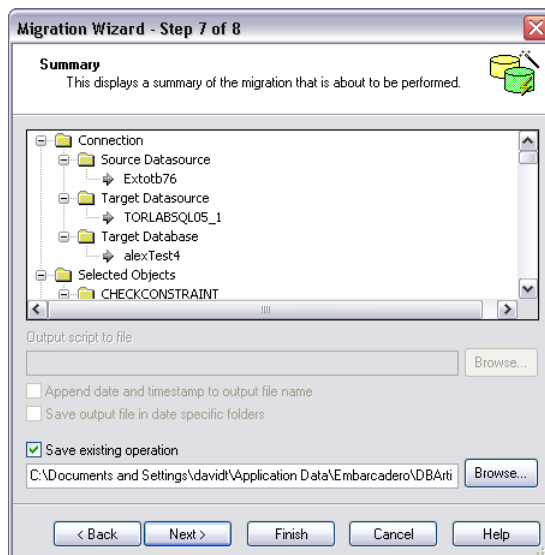 Migration Wizard - Step 7 of 8
Summary
This displays a summary of the migration that is about to be performed.
Connection
Source Datasource
Extotb76
Target Datasource
TORLABSQL05_1
Target Database
alexTest4
Selected Objects
CHECKCONSTRAINT
Output script to file
Browse...
Append date and timestamp to output file name
Save output file in date specific folders
Save existing operation
C:\Documents and Settings\davidt\Application Data\Embarcadero\DBArti
Browse...
< Back Next > Finish Cancel Help